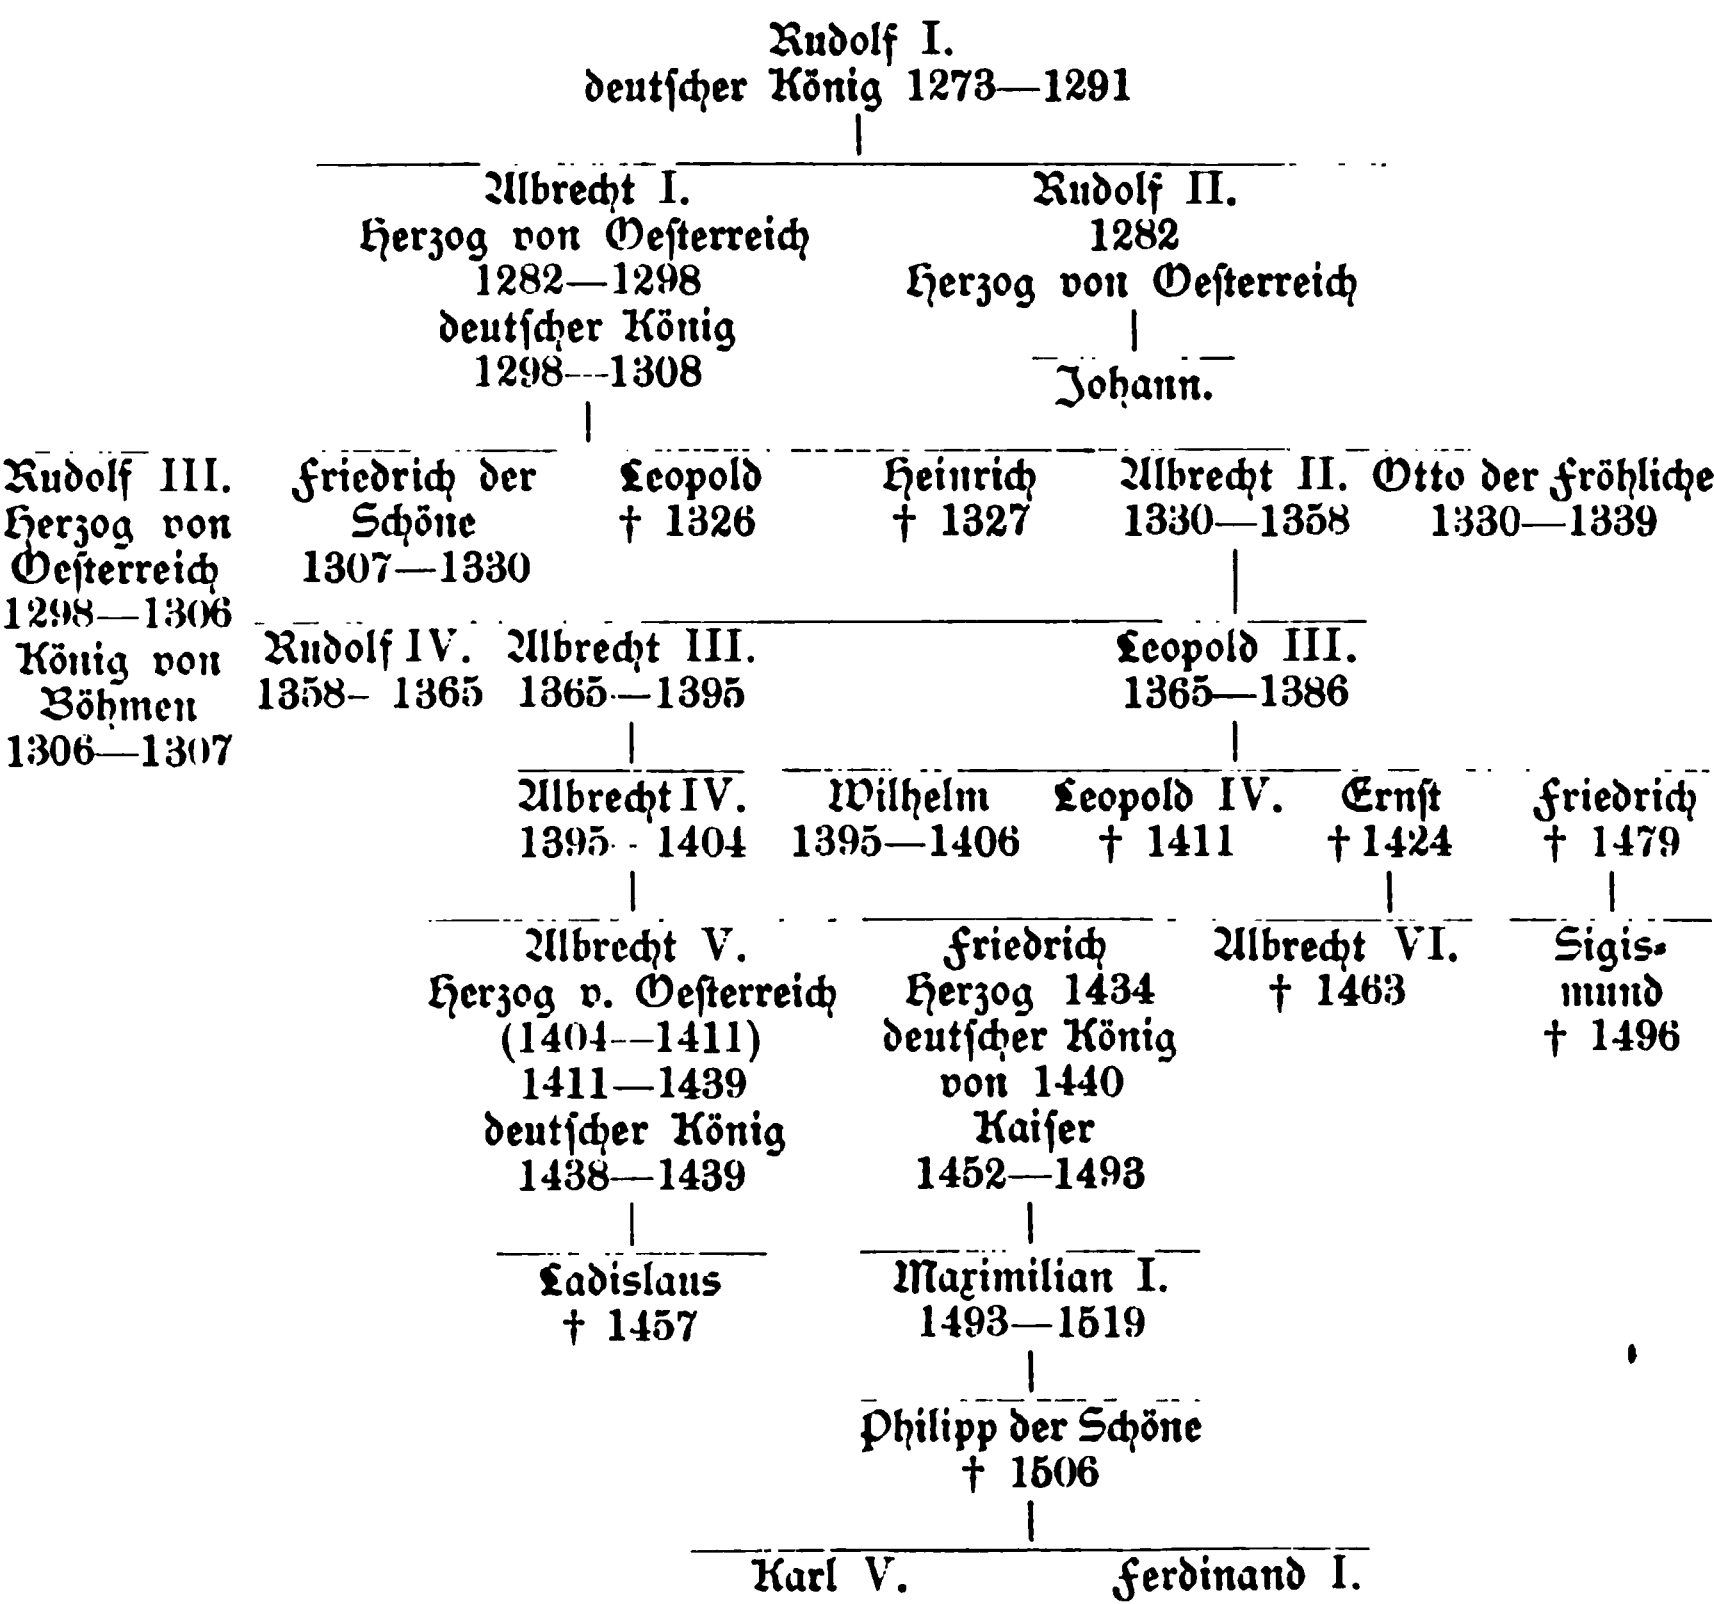 Rudolf I.
deutſcher König 1273—1291
Albrecht I.
Herzog von Oeſterreich
1282—1298
deutſcher König
1298—1308
Rudolf II.
1282
Herzog von Oeſterreich
Johann.
Rudolf III.
Herzog von
Oeſterreich
1298—1306
König von
Böhmen
1306—1307
Friedrich der
Schöne
1307—1330
Leopold
† 1326
Heinrich
† 1327
Albrecht II.
1330—1358
Otto der Fröhliche
1330—1339
Rudolf IV.
1358– 1365
Albrecht III.
1365—1395
Leopold III.
1365—1386
Albrecht IV.
1395 - 1404
Wilhelm
1395—1406
Leopold IV.
† 1411
Ernſt
† 1424
Friedrich
† 1479
Albrecht V.
Herzog v. Oeſterreich
(1404—1411)
1411—1439
deutſcher König
1438—1439
Friedrich
Herzog 1434
deutſcher König
von 1440
Kaiſer
1452—1493
Albrecht VI.
† 1463
Sigis-
mund
† 1496
Ladislaus
† 1457
Maximilian I.
1493—1519
Philipp der Schöne
† 1506
Karl V.
Ferdinand I.